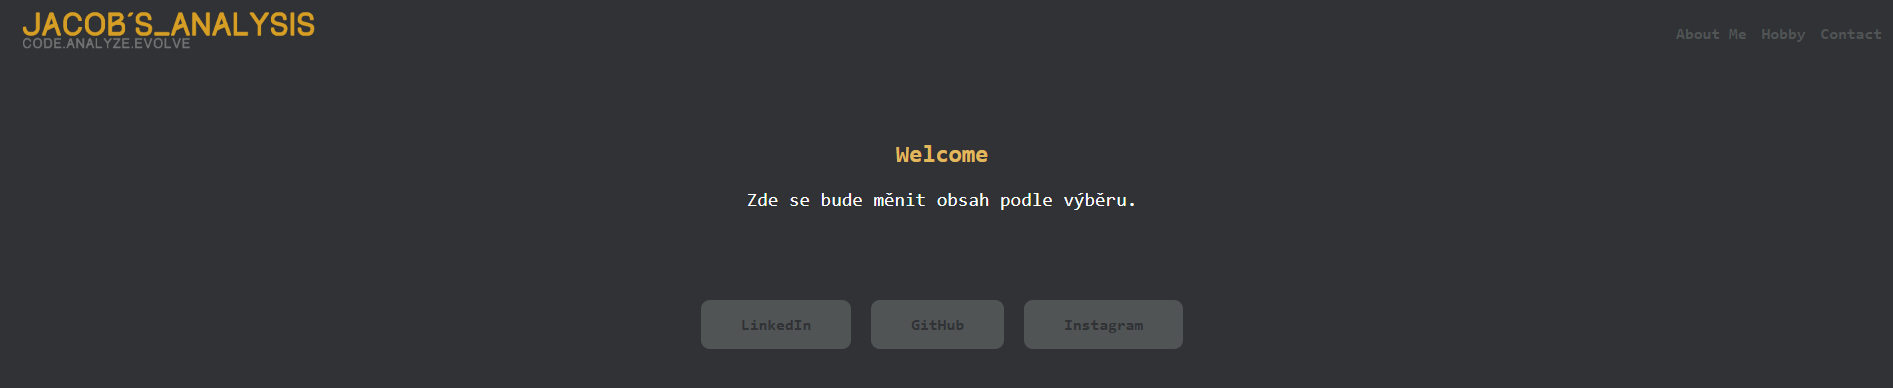 JACOB´S_ANALYSIS
CODE.ANALYZE.EVOLVE
About Me Hobby Contact
Welcome
Zde se bude měnit obsah podle výběru.
LinkedIn GitHub Instagram